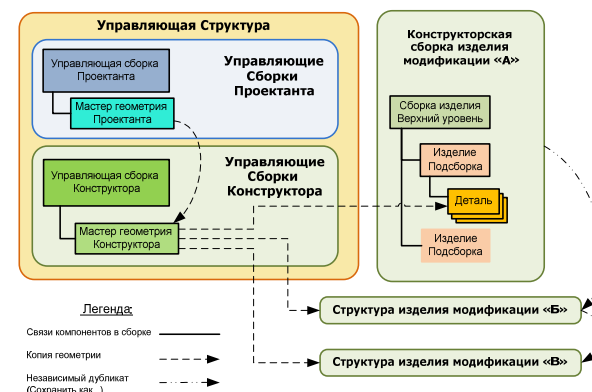 Управляющая Структура
Управляющая сборка
Проектанта
Управляющие
Сборки
Проектанта
Мастер геометрия
Проектанта
Управляющая сборка
Конструктора
Управляющие
Сборки
Конструктора
Мастер геометрия
Конструктора
Конструкторская
сборка изделия
модификации «А»
Сборка изделия
Верхний уровень
Изделие
Подсборка
Деталь
Изделие
Подсборка
Структура изделия модификации «Б»
Структура изделия модификации «В»
Легенда:
Связи компонентов в сборке
Копия геометрии
Независимый дубликат
(Сохранить как...)